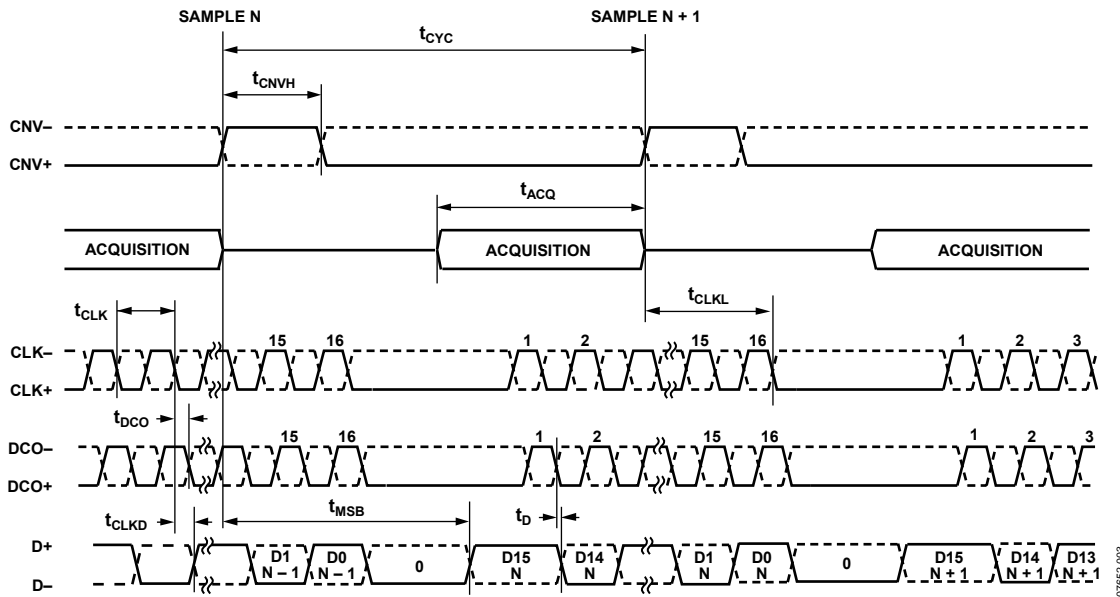 SAMPLE N SAMPLE N + 1
tCYC
tCNVH
CNV–
CNV+
tACQ
ACQUISITION ACQUISITION ACQUISITION
tCLK tCLKL
15 16 1 2 15 16 1 2 3
CLK–
CLK+
tDCO
15 16 1 2 15 16 1 2 3
DCO–
DCO+
tCLKD tMSB tD
D+
D–
D1 N – 1
D0 N – 1
0
D15 N
D14 N
D1 N
D0 N
0
D15 N + 1
D14 N + 1
D13 N + 1
07652-003